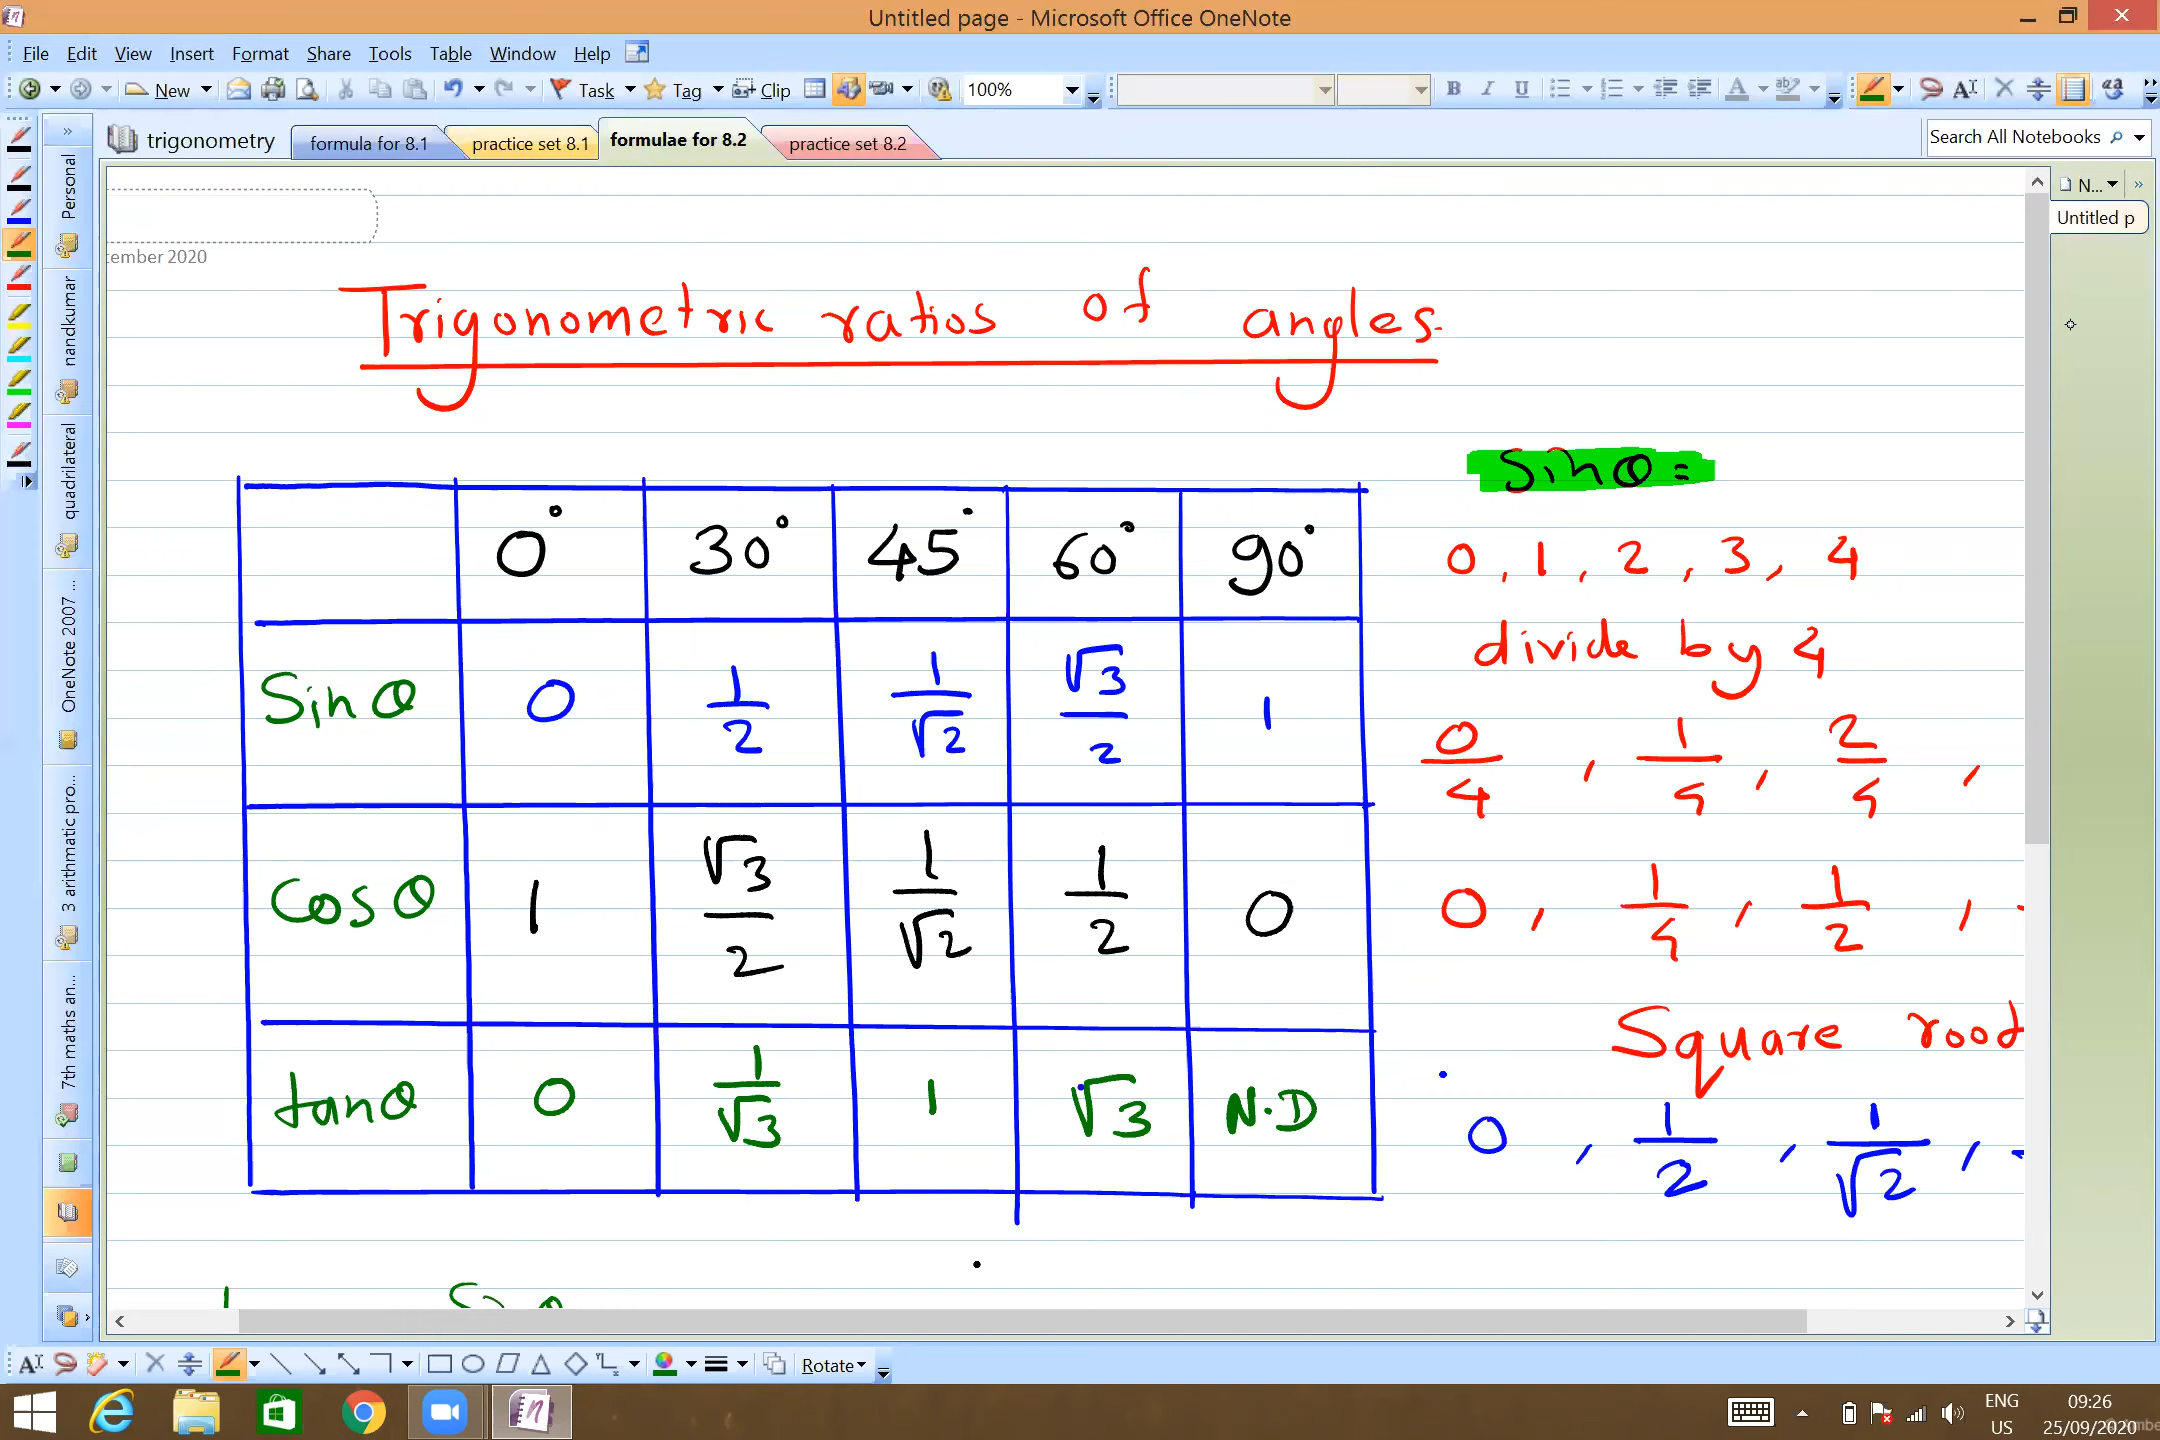 Untitled page - Microsoft Office OneNote
File Edit View Insert Format Share Tools Table Window Help
New Task Tag Clip 100% B I U
trigonometry formula for 8.1 practice set 8.1 formulae for 8.2 practice set 8.2
Search All Notebooks
N...
Untitled p
Personal
nandkumar
quadrilateral
OneNote 2007 ...
3 arithmatic pro...
7th maths an...
cember 2020
Trigonometric ratios of angles.
0° 30° 45° 60° 90°
Sin θ 0 1/2 1/√2 √3/2 1
Cos θ 1 √3/2 1/√2 1/2 0
tan θ 0 1/√3 1 √3 N.D
Sin θ =
0, 1, 2, 3, 4
divide by 4
0/4, 1/4, 2/4,
0, 1/4, 1/2,
Square root
0, 1/2, 1/√2,
Rotate
ENG
US
09:26
25/09/2020